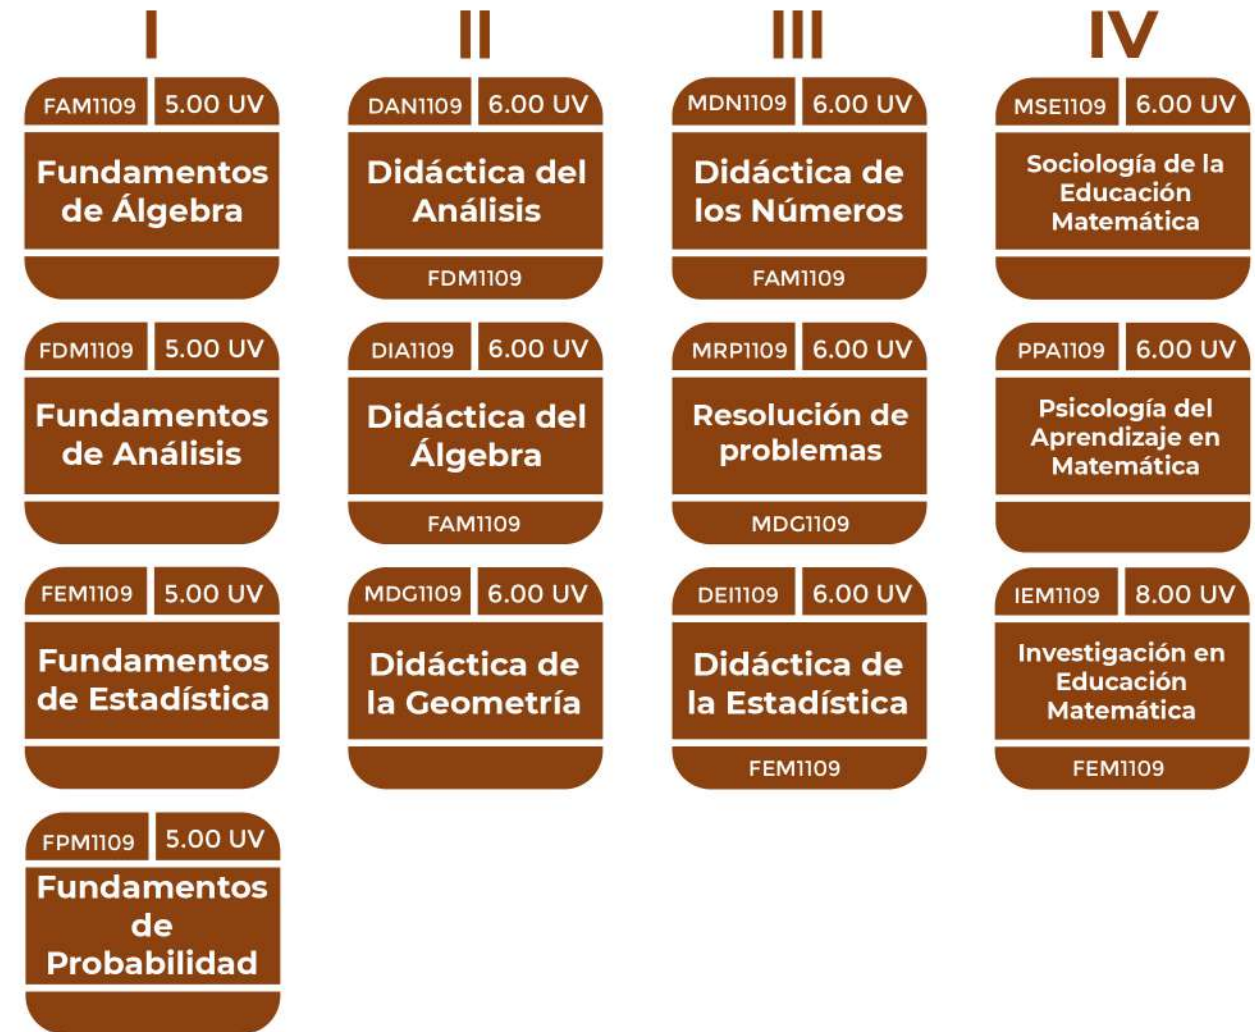 I
FAM1109 5.00 UV
Fundamentos
de Álgebra
FDM1109 5.00 UV
Fundamentos
de Análisis
FEM1109 5.00 UV
Fundamentos
de Estadística
FPM1109 5.00 UV
Fundamentos
de
Probabilidad
II
DAN1109 6.00 UV
Didáctica del
Análisis
FDM1109
DIA1109 6.00 UV
Didáctica del
Álgebra
FAM1109
MDG1109 6.00 UV
Didáctica de
la Geometría
III
MDN1109 6.00 UV
Didáctica de
los Números
FAM1109
MRP1109 6.00 UV
Resolución de
problemas
MDG1109
DEI1109 6.00 UV
Didáctica de
la Estadística
FEM1109
IV
MSE1109 6.00 UV
Sociología de la
Educación
Matemática
PPA1109 6.00 UV
Psicología del
Aprendizaje en
Matemática
IEM1109 8.00 UV
Investigación en
Educación
Matemática
FEM1109